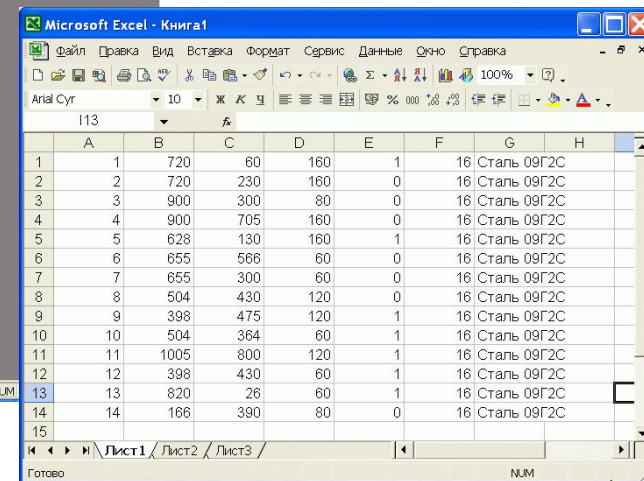 Microsoft Excel - Книга1
Файл Правка Вид Вставка Формат Сервис Данные Окно Справка
100%
Arial Cyr 10 Ж К Ч % 000
I13 fx
A B C D E F G H
1 1 720 60 160 1 16 Сталь 09Г2С
2 2 720 230 160 0 16 Сталь 09Г2С
3 3 900 300 80 0 16 Сталь 09Г2С
4 4 900 705 160 0 16 Сталь 09Г2С
5 5 628 130 160 1 16 Сталь 09Г2С
6 6 655 566 60 0 16 Сталь 09Г2С
7 7 655 300 60 0 16 Сталь 09Г2С
8 8 504 430 120 0 16 Сталь 09Г2С
9 9 398 475 120 1 16 Сталь 09Г2С
10 10 504 364 60 1 16 Сталь 09Г2С
11 11 1005 800 120 1 16 Сталь 09Г2С
12 12 398 430 60 1 16 Сталь 09Г2С
UM
13 13 820 26 60 1 16 Сталь 09Г2С
14 14 166 390 80 0 16 Сталь 09Г2С
15
Лист1 Лист2 Лист3
Готово NUM